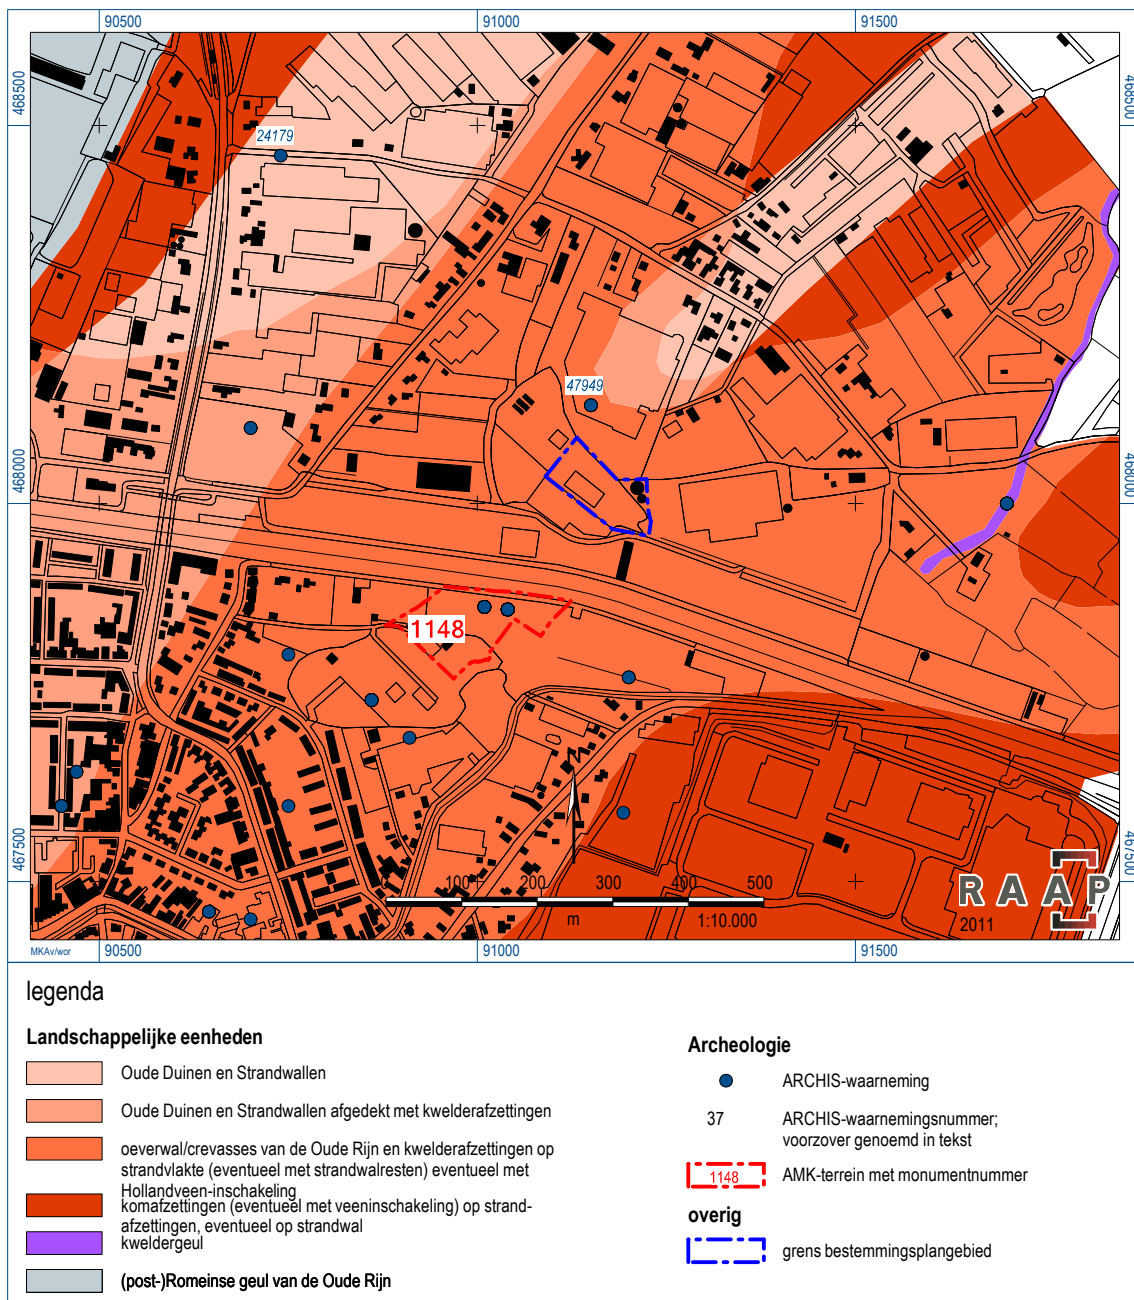 90500
91000
91500
468500
468500
24179
47949
468000
468000
1148
467500
467500
N
0 100 200 300 400 500
m
1:10.000
RAAP
2011
MKAv/wor
90500
91000
91500
legenda
Landschappelijke eenheden
Oude Duinen en Strandwallen
Oude Duinen en Strandwallen afgedekt met kwelderafzettingen
oeverwal/crevasses van de Oude Rijn en kwelderafzettingen op
strandvlakte (eventueel met strandwalresten) eventueel met
Hollandveen-inschakeling
komafzettingen (eventueel met veeninschakeling) op strand-
afzettingen, eventueel op strandwal
kweldergeul
(post-)Romeinse geul van de Oude Rijn
Archeologie
ARCHIS-waarneming
37 ARCHIS-waarnemingsnummer;
voorzover genoemd in tekst
1148 AMK-terrein met monumentnummer
overig
grens bestemmingsplangebied